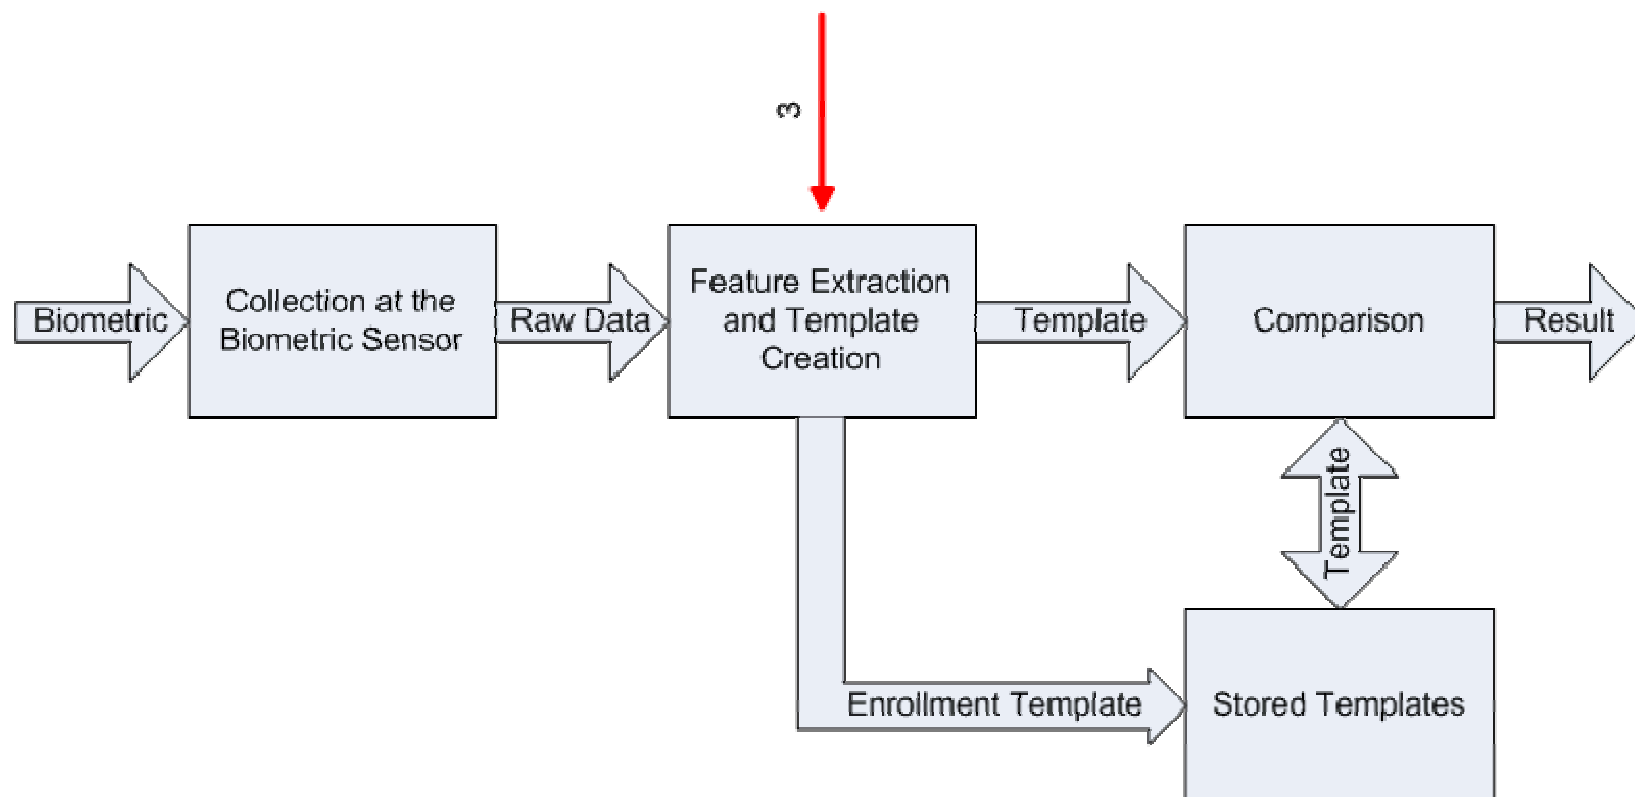 3
Biometric
Collection at the
Biometric Sensor
Raw Data
Feature Extraction
and Template
Creation
Template
Comparison
Result
Template
Enrollment Template
Stored Templates